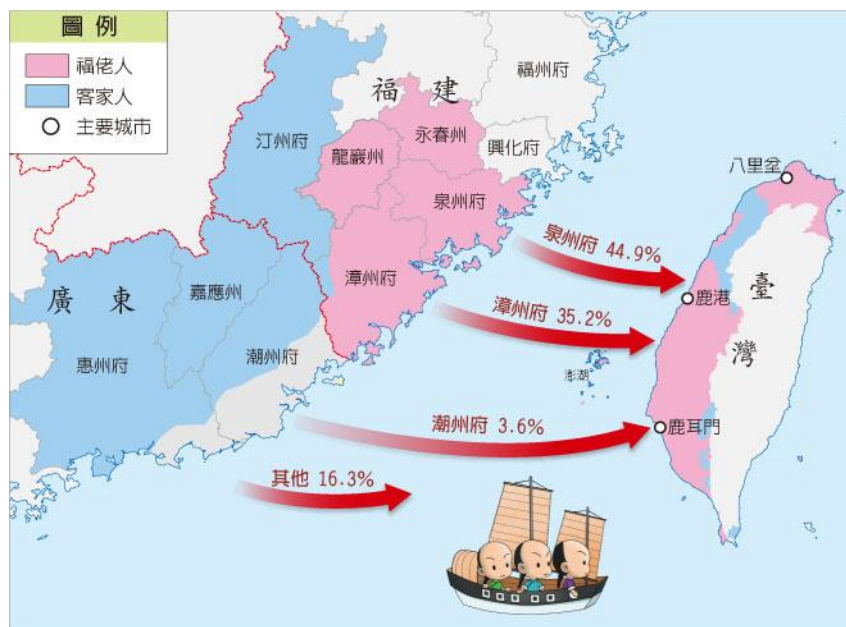 圖例
福佬人
客家人
主要城市
福建
福州府
汀州府
龍巖州
永春州
興化府
泉州府
漳州府
廣東
嘉應州
惠州府
潮州府
八里坌
泉州府 44.9%
鹿港
臺灣
漳州府 35.2%
澎湖
潮州府 3.6%
鹿耳門
其他 16.3%